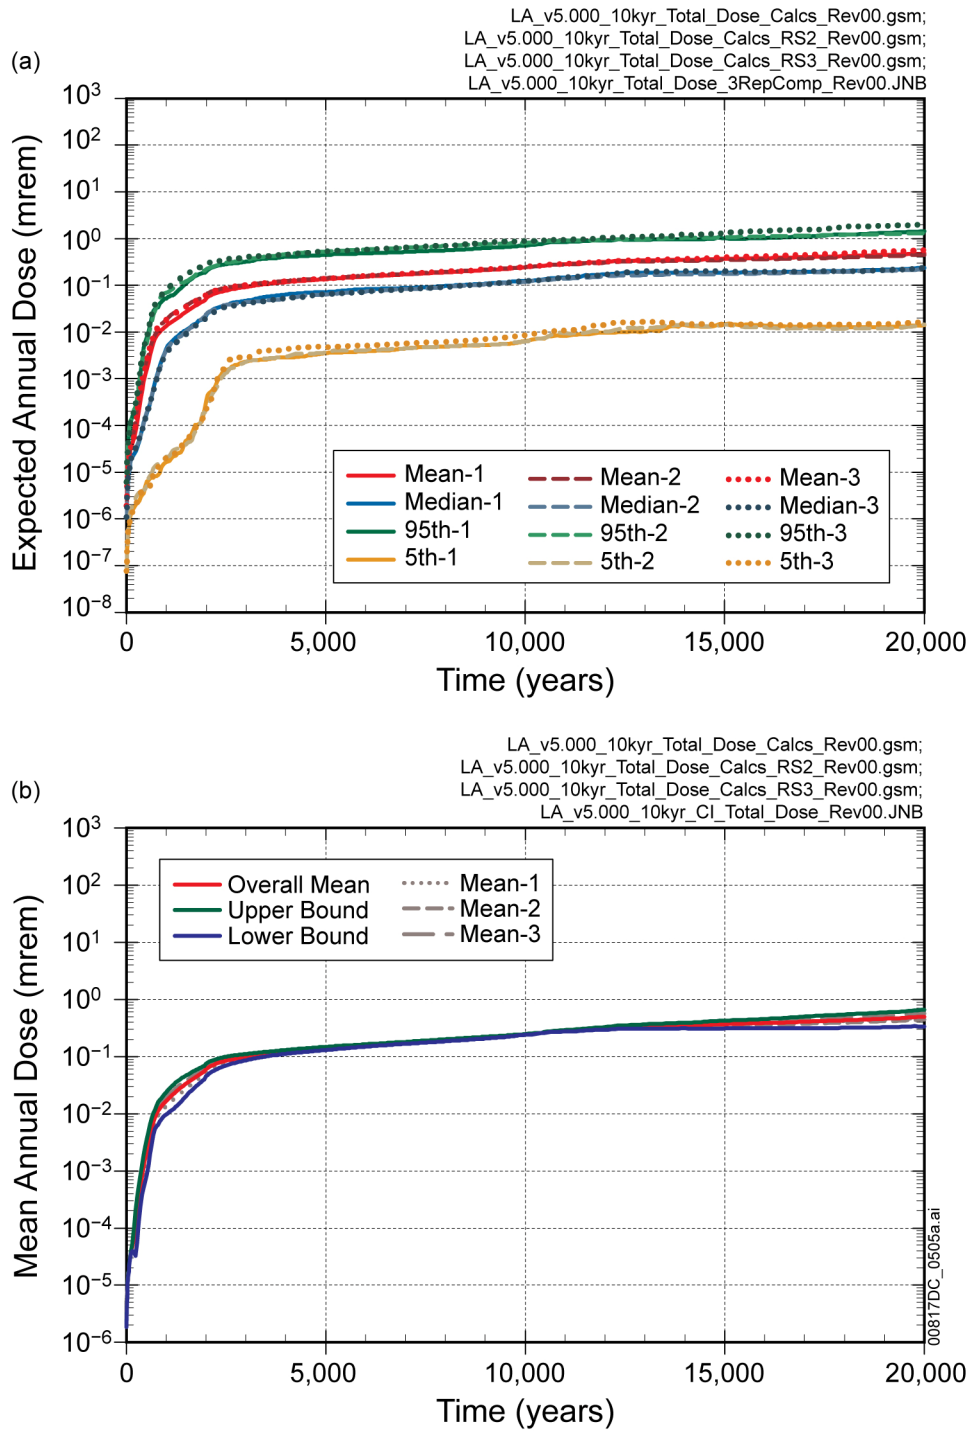 LA_v5.000_10kyr_Total_Dose_Calcs_Rev00.gsm;
LA_v5.000_10kyr_Total_Dose_Calcs_RS2_Rev00.gsm;
(a) LA_v5.000_10kyr_Total_Dose_Calcs_RS3_Rev00.gsm;
LA_v5.000_10kyr_Total_Dose_3RepComp_Rev00.JNB
Expected Annual Dose (mrem)
10³
10²
10¹
10⁰
10⁻¹
10⁻²
10⁻³
10⁻⁴
10⁻⁵
10⁻⁶
10⁻⁷
10⁻⁸
Mean-1 Mean-2 Mean-3
Median-1 Median-2 Median-3
95th-1 95th-2 95th-3
5th-1 5th-2 5th-3
0 5,000 10,000 15,000 20,000
Time (years)
LA_v5.000_10kyr_Total_Dose_Calcs_Rev00.gsm;
LA_v5.000_10kyr_Total_Dose_Calcs_RS2_Rev00.gsm;
(b) LA_v5.000_10kyr_Total_Dose_Calcs_RS3_Rev00.gsm;
LA_v5.000_10kyr_CI_Total_Dose_Rev00.JNB
Mean Annual Dose (mrem)
10³
10²
10¹
10⁰
10⁻¹
10⁻²
10⁻³
10⁻⁴
10⁻⁵
10⁻⁶
Overall Mean Mean-1
Upper Bound Mean-2
Lower Bound Mean-3
00817DC_0505a.ai
0 5,000 10,000 15,000 20,000
Time (years)